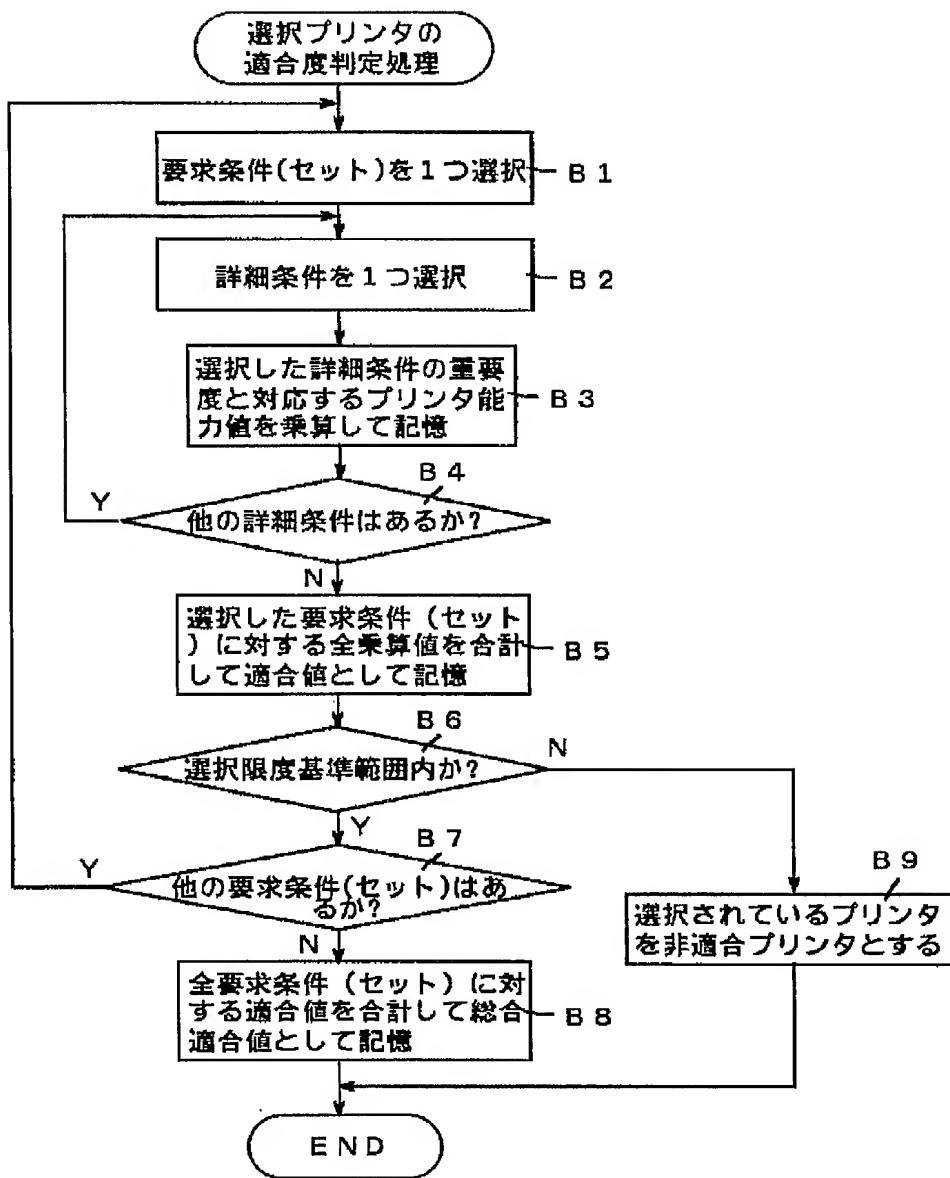 選択プリンタの
適合度判定処理
要求条件(セット)を1つ選択
B1
詳細条件を1つ選択
B2
選択した詳細条件の重要
度と対応するプリンタ能
力値を乗算して記憶
B3
B4
Y
他の詳細条件はあるか?
N
選択した要求条件(セット
)に対する全乗算値を合計
して適合値として記憶
B5
B6
選択限度基準範囲内か?
N
Y
B7
Y
他の要求条件(セット)はあ
るか?
N
B9
選択されているプリンタ
を非適合プリンタとする
全要求条件(セット)に対
する適合値を合計して総合
適合値として記憶
B8
END